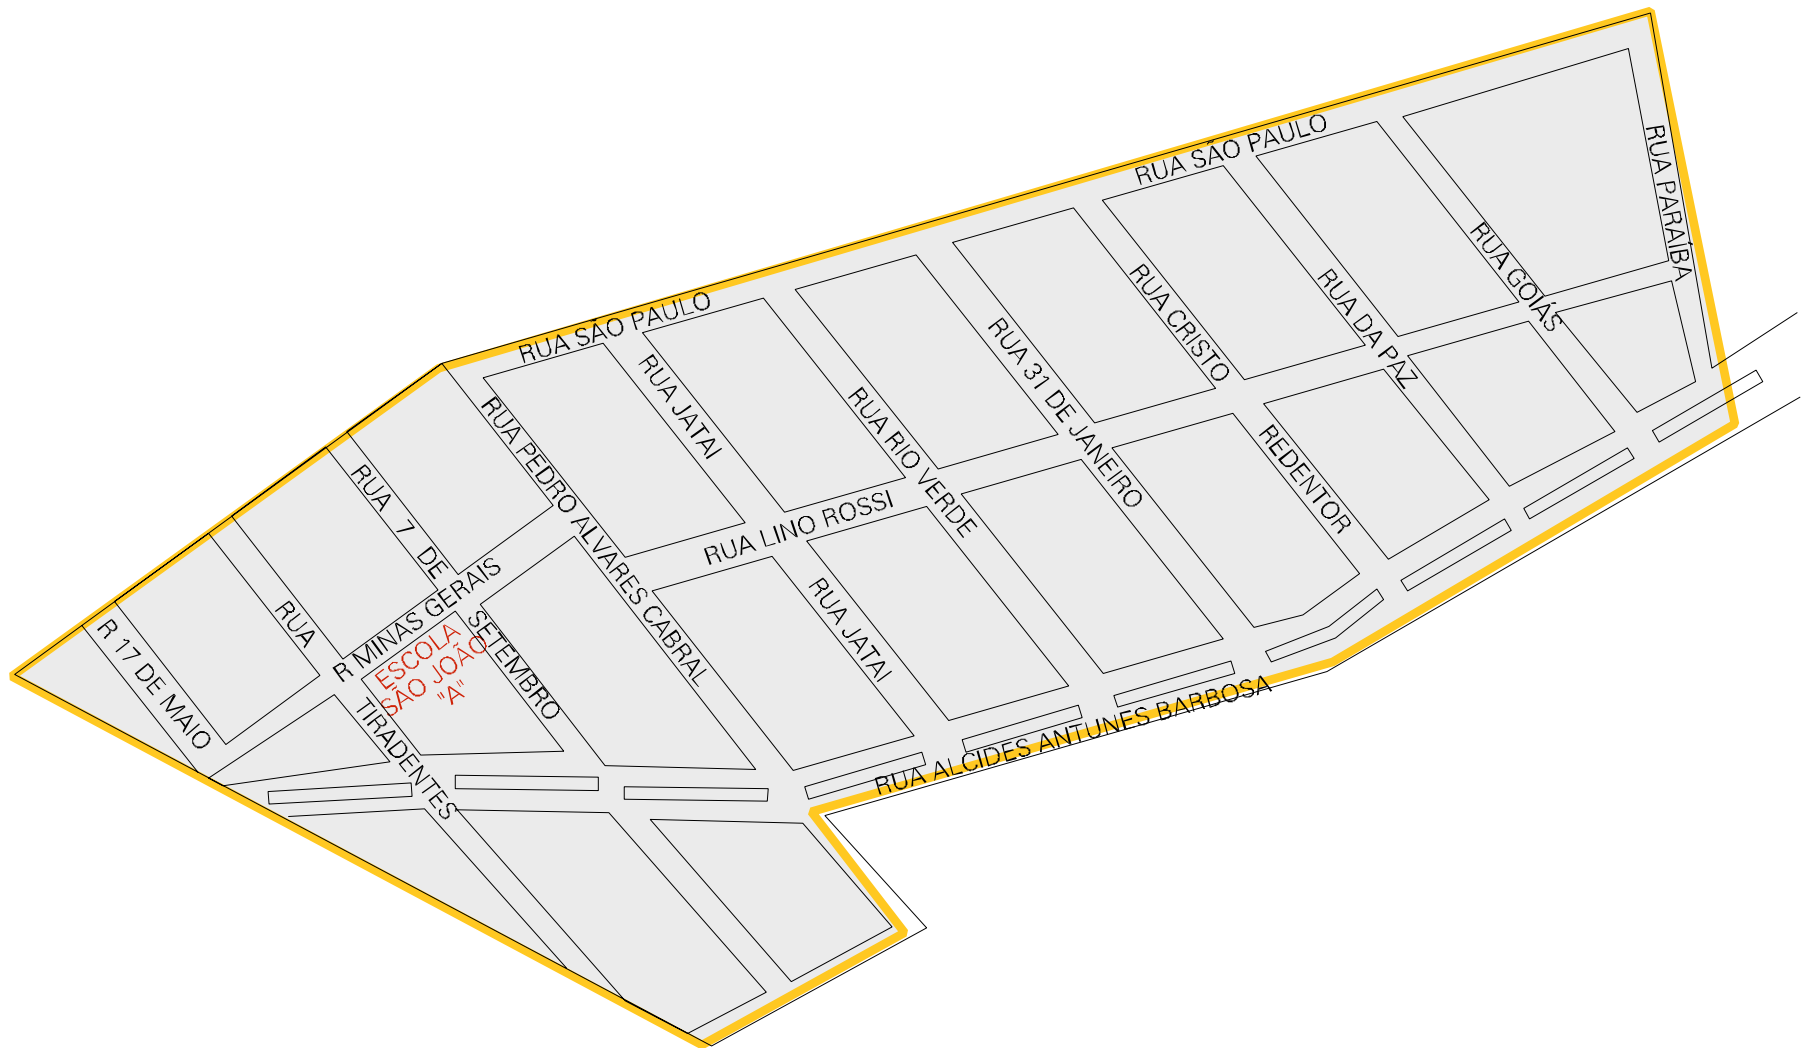 RUA SÃO PAULO
RUA PARAÍBA
RUA SÃO PAULO
RUA GOIÁS
RUA DA PAZ
RUA CRISTO
REDENTOR
RUA 31 DE JANEIRO
RUA RIO VERDE
RUA JATAI
RUA LINO ROSSI
RUA JATAI
RUA PEDRO ALVARES CABRAL
RUA 7 DE
SETEMBRO
R MINAS GERAIS
ESCOLA
SÃO JOÃO
"A"
RUA
TIRADENTES
R 17 DE MAIO
RUA ALCIDES ANTUNES BARBOSA